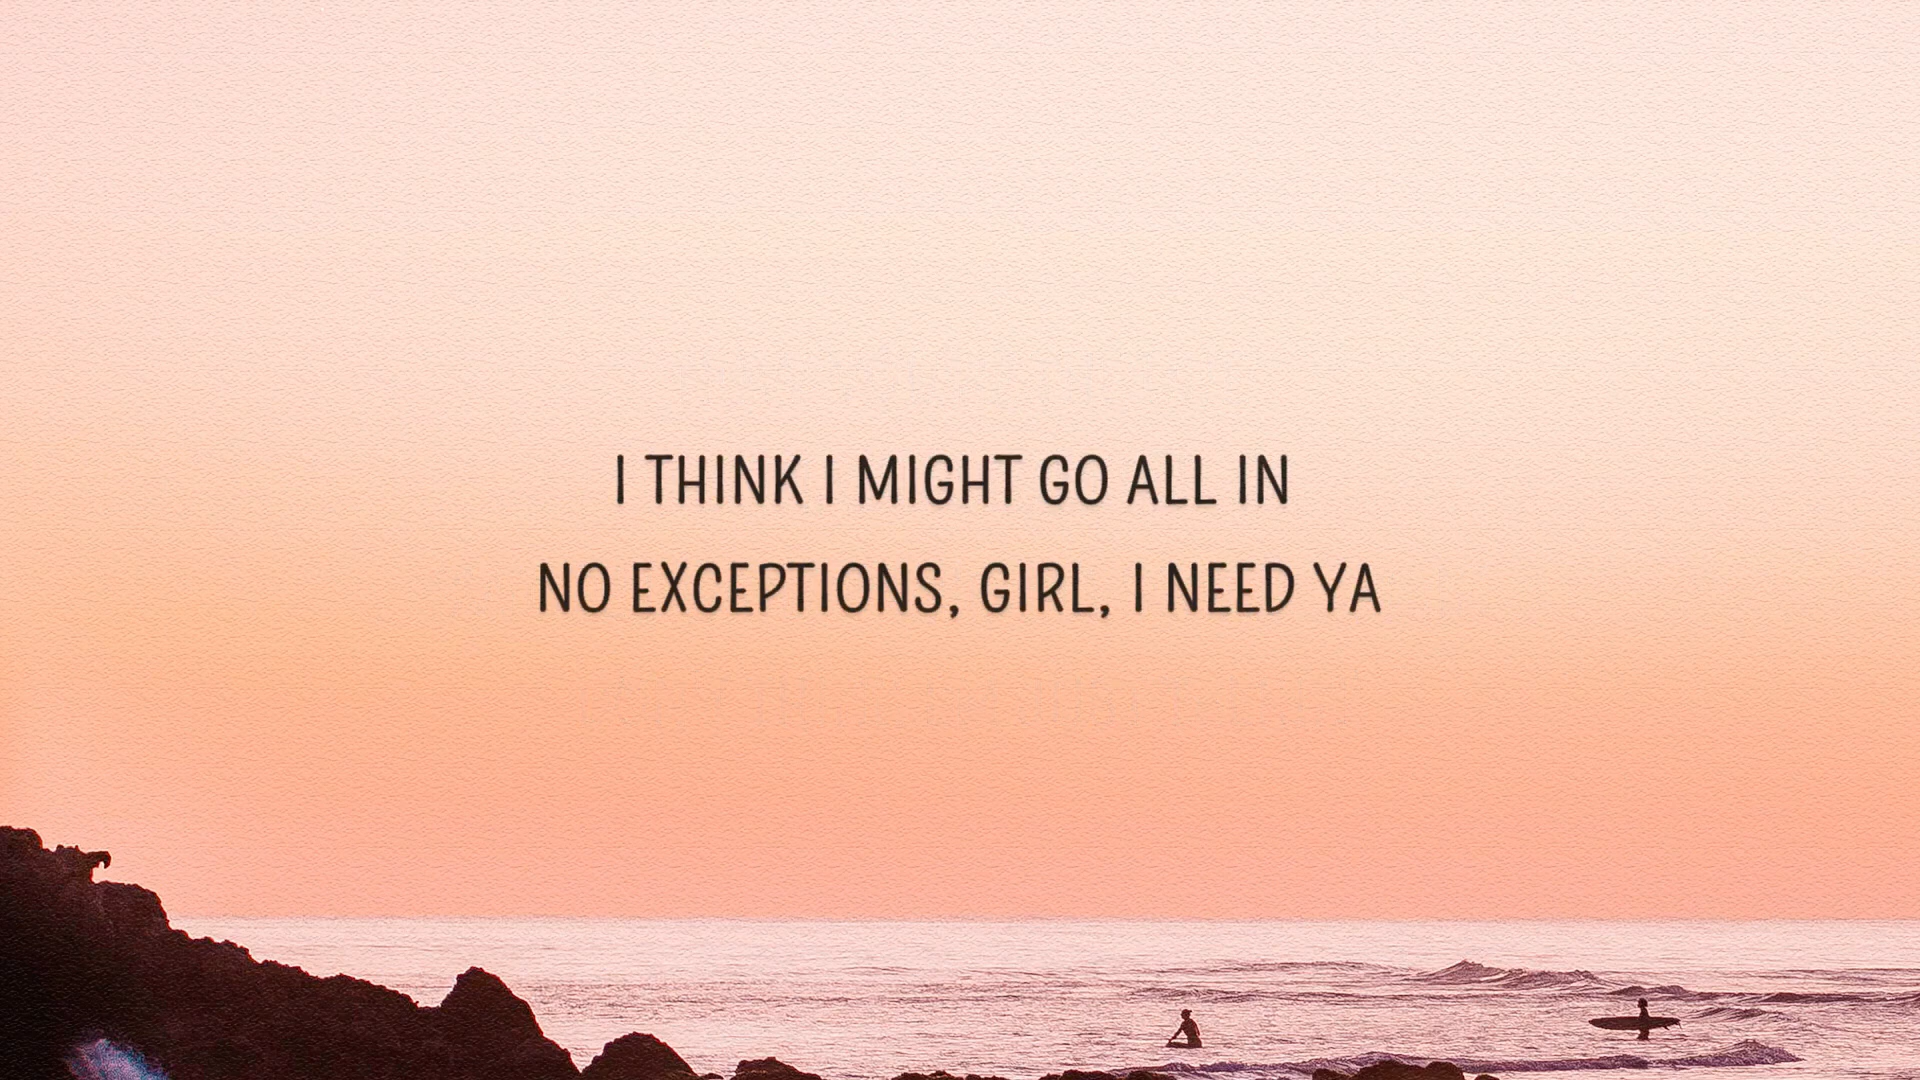 I THINK I MIGHT GO ALL IN
NO EXCEPTIONS, GIRL, I NEED YA